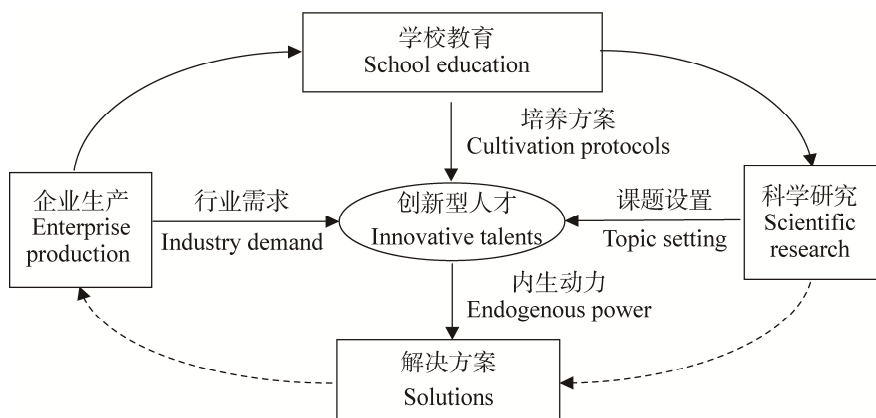 学校教育
School education
培养方案
Cultivation protocols
企业生产
Enterprise
production
行业需求
Industry demand
创新型人才
Innovative talents
课题设置
Topic setting
科学研究
Scientific
research
内生动力
Endogenous power
解决方案
Solutions